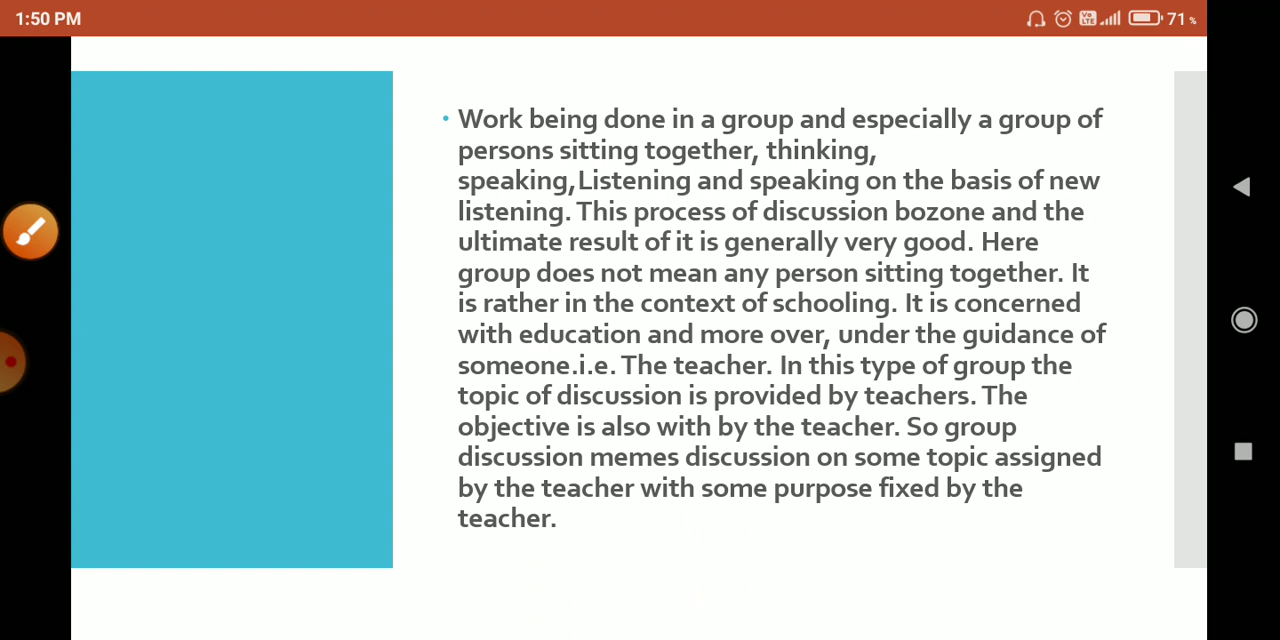 1:50 PM
Vo LTE 71 %
• Work being done in a group and especially a group of
persons sitting together, thinking,
speaking,Listening and speaking on the basis of new
listening. This process of discussion bozone and the
ultimate result of it is generally very good. Here
group does not mean any person sitting together. It
is rather in the context of schooling. It is concerned
with education and more over, under the guidance of
someone.i.e. The teacher. In this type of group the
topic of discussion is provided by teachers. The
objective is also with by the teacher. So group
discussion memes discussion on some topic assigned
by the teacher with some purpose fixed by the
teacher.